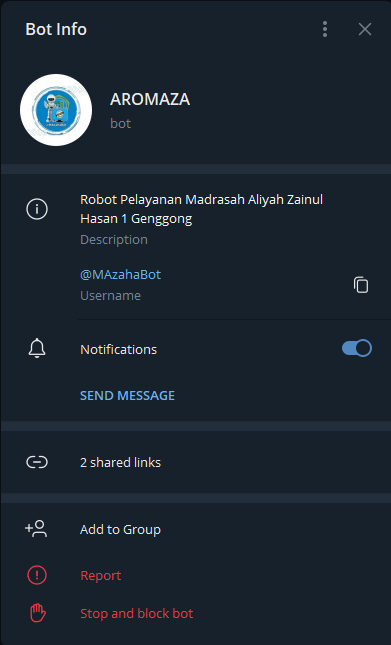 Bot Info
AROMAZA
bot
Robot Pelayanan Madrasah Aliyah Zainul
Hasan 1 Genggong
Description
@MAzahaBot
Username
Notifications
SEND MESSAGE
2 shared links
Add to Group
Report
Stop and block bot